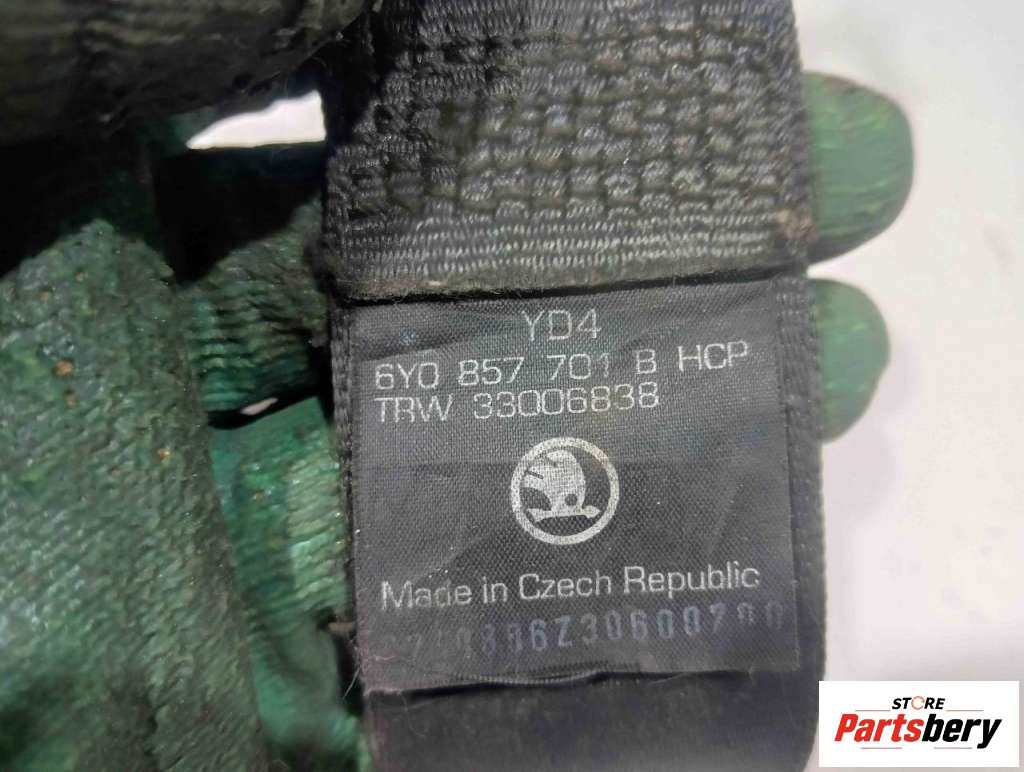 YD4
6Y0 857 701 B HCP
TRW 33006838
Made in Czech Republic
STORE
Partsbery